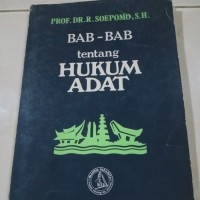 PROF. DR. R. SOEPOMO, S.H.
BAB - BAB
tentang
HUKUM
ADAT